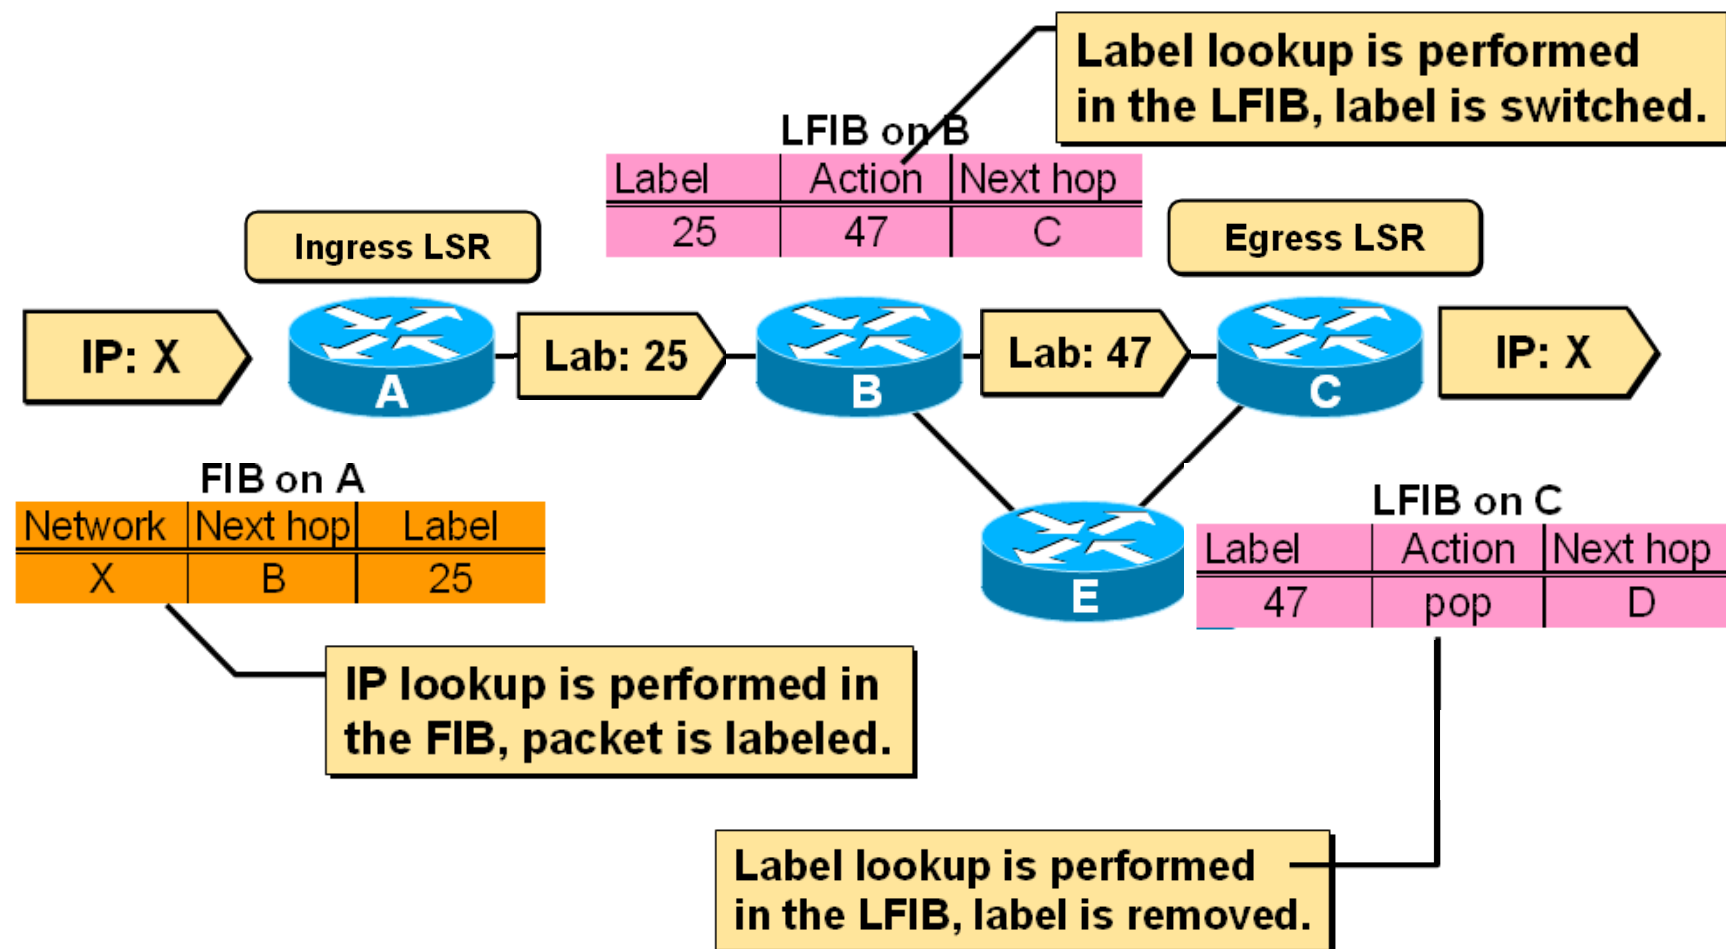 Label lookup is performed
in the LFIB, label is switched.
LFIB on B
Label Action Next hop
25 47 C
Ingress LSR
Egress LSR
IP: X
A
Lab: 25
B
Lab: 47
C
IP: X
FIB on A
Network Next hop Label
X B 25
E
LFIB on C
Label Action Next hop
47 pop D
IP lookup is performed in
the FIB, packet is labeled.
Label lookup is performed
in the LFIB, label is removed.